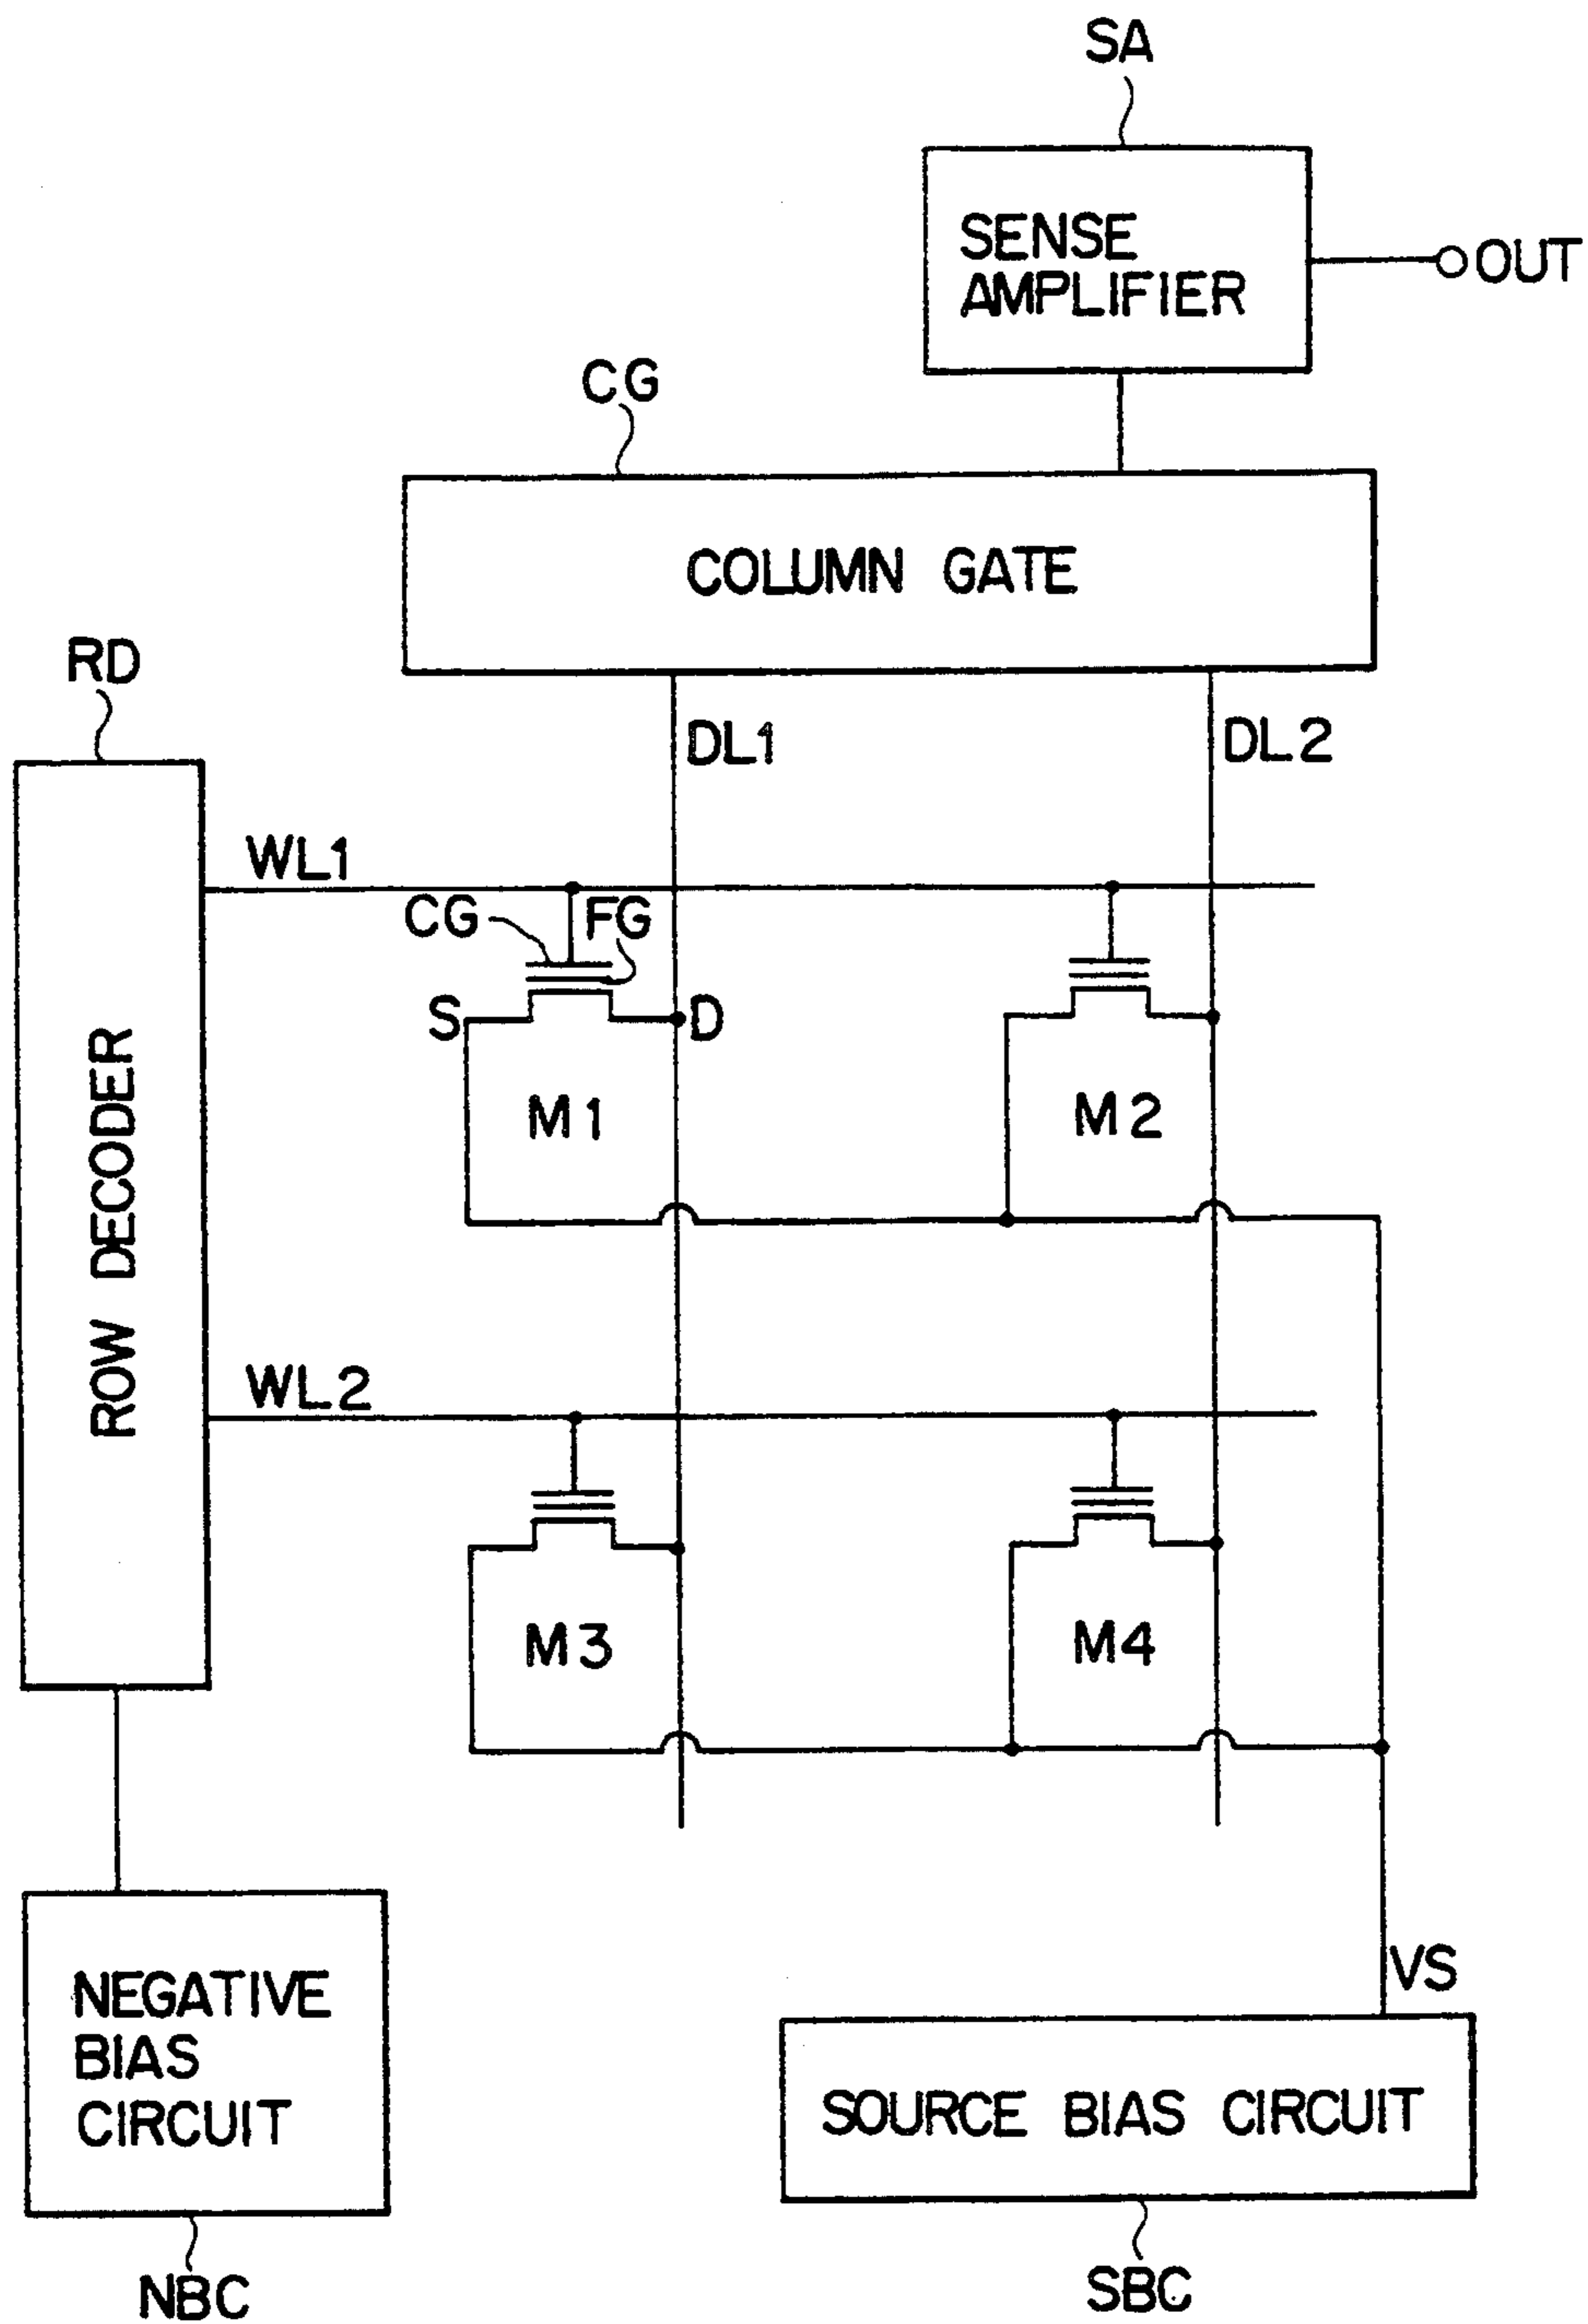 SA
SENSE
AMPLIFIER
OUT
CG
COLUMN GATE
RD
DL1
DL2
WL1
CG
FG
S
D
M1
M2
ROW DECODER
WL2
M3
M4
VS
NEGATIVE
BIAS
CIRCUIT
SOURCE BIAS CIRCUIT
NBC
SBC